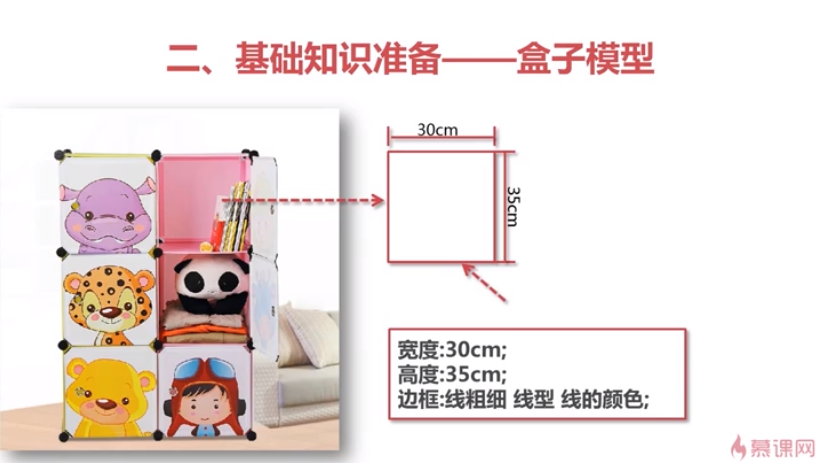 二、基础知识准备——盒子模型
30cm
35cm
宽度:30cm;
高度:35cm;
边框:线粗细 线型 线的颜色;
慕课网